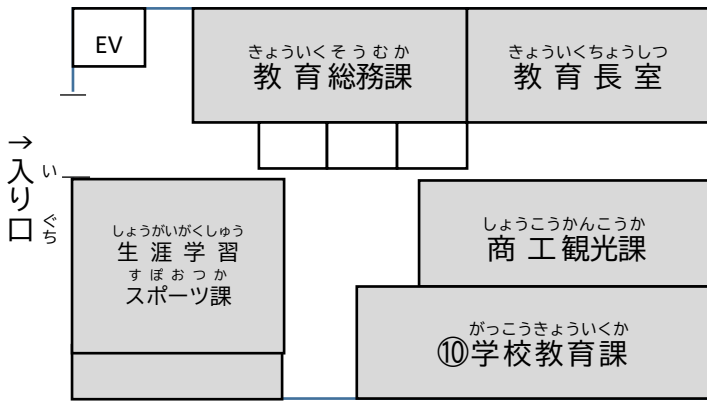 EV
きょういくそうむか
教育総務課
きょういくちょうしつ
教育長室
→入り口
いぐち
しょうがいがくしゅう
生涯学習
すぽおつか
スポーツ課
しょうこうかんこうか
商工観光課
がっこうきょういくか
⑩学校教育課